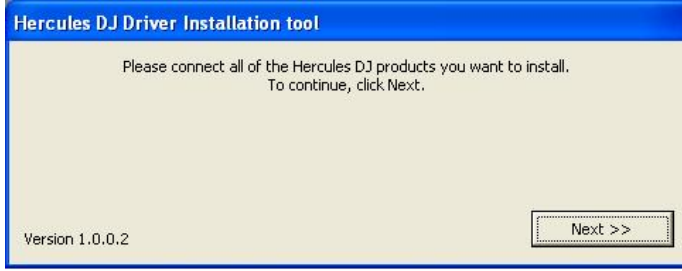 Hercules DJ Driver Installation tool
Please connect all of the Hercules DJ products you want to install.
To continue, click Next.
Next >>
Version 1.0.0.2